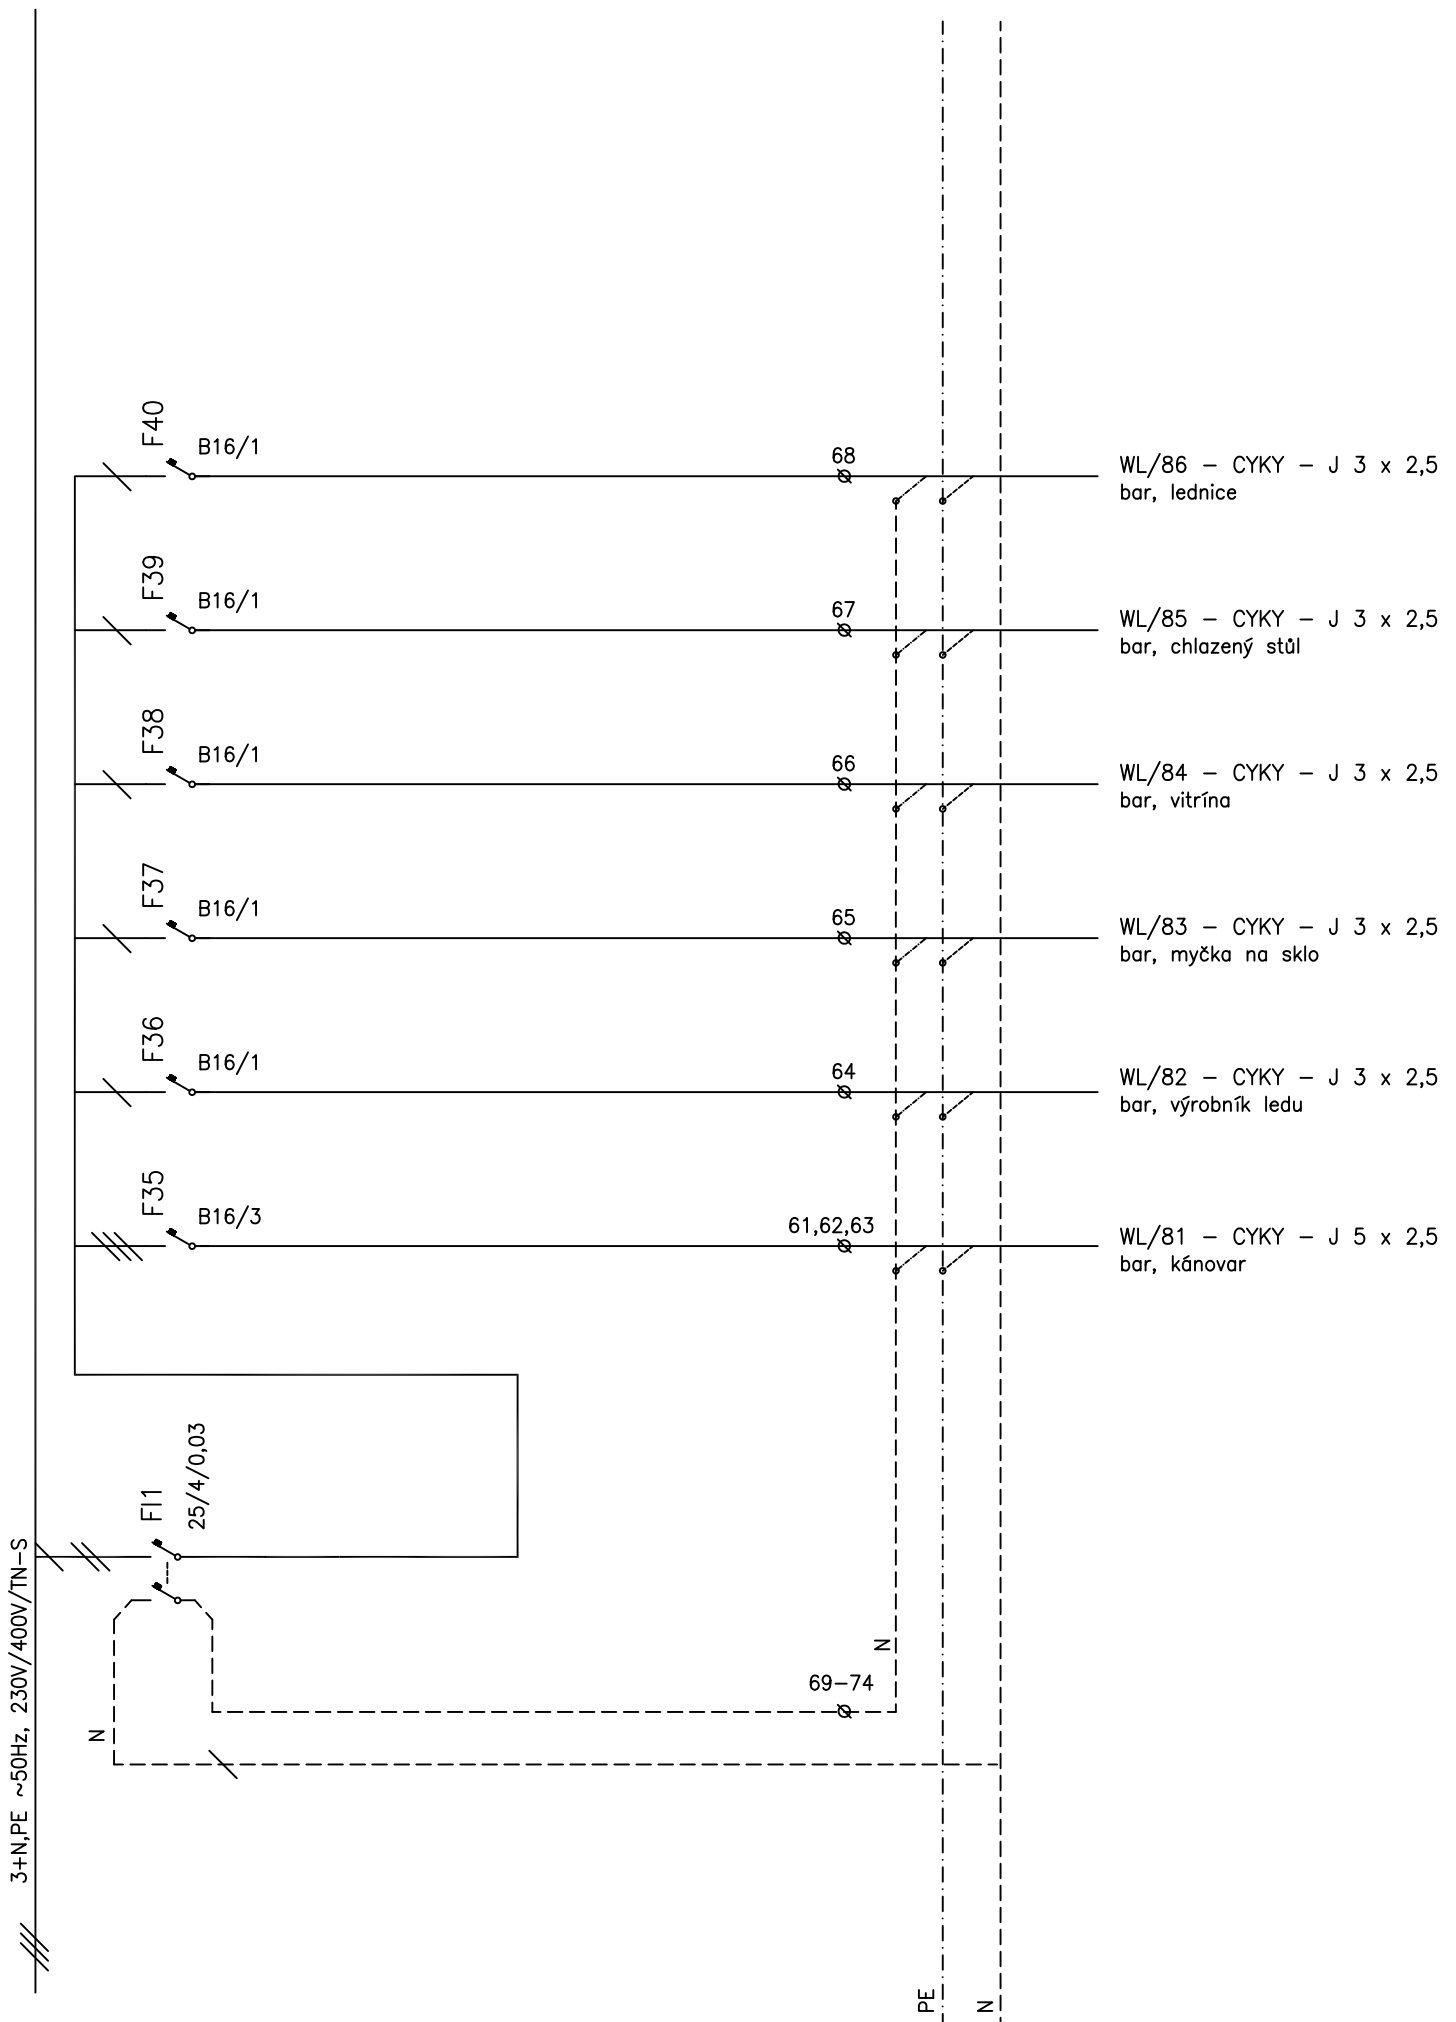 F40
B16/1
68
WL/86 – CYKY – J 3 x 2,5
bar, lednice
F39
B16/1
67
WL/85 – CYKY – J 3 x 2,5
bar, chlazený stůl
F38
B16/1
66
WL/84 – CYKY – J 3 x 2,5
bar, vitrína
F37
B16/1
65
WL/83 – CYKY – J 3 x 2,5
bar, myčka na sklo
F36
B16/1
64
WL/82 – CYKY – J 3 x 2,5
bar, výrobník ledu
F35
B16/3
61,62,63
WL/81 – CYKY – J 5 x 2,5
bar, kánovar
FI1
25/4/0,03
3+N,PE ~50Hz, 230V/400V/TN–S
N
69–74
N
PE
N